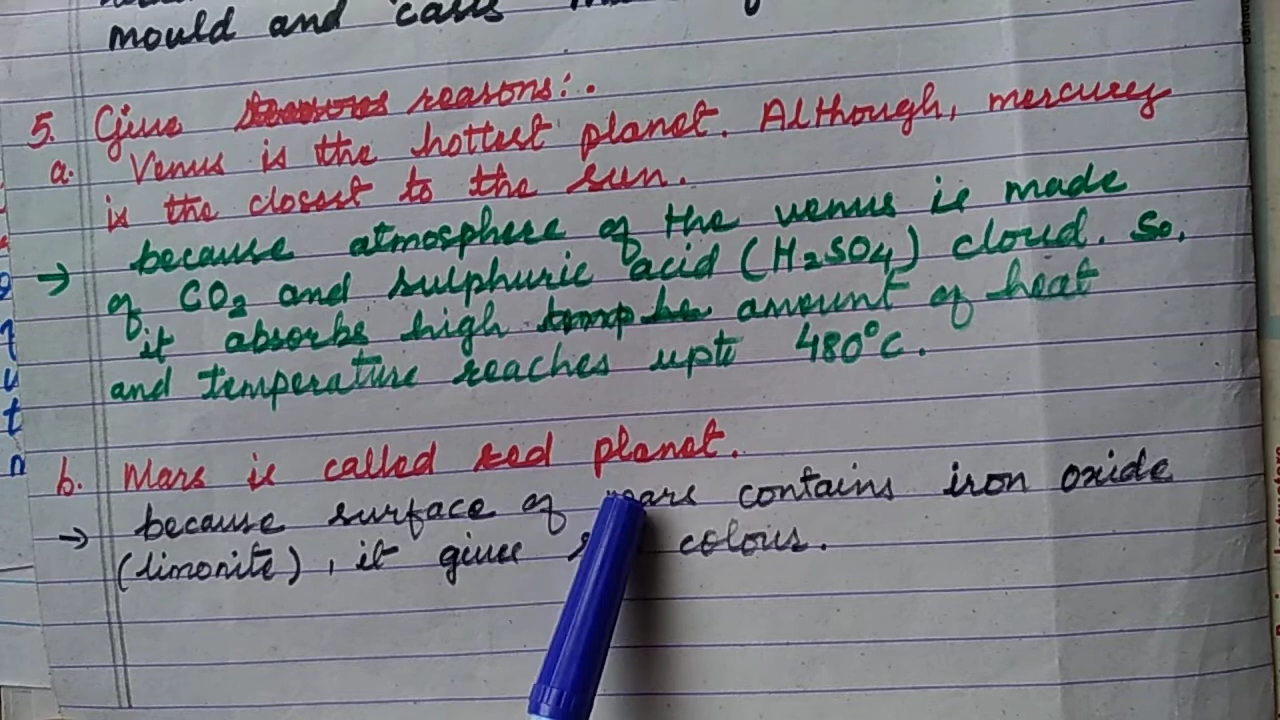 mould and
5. Give reasons:.
a. Venus is the hottest planet. Although, mercury
is the closest to the sun.
→ because atmosphere of the venus is made
of CO2 and sulphuric acid (H2SO4) cloud. So,
it absorbs high amount of heat
and temperature reaches upto 480°C.
b. Mars is called red planet.
→ because surface of mars contains iron oxide
(limonite), it gives colour.